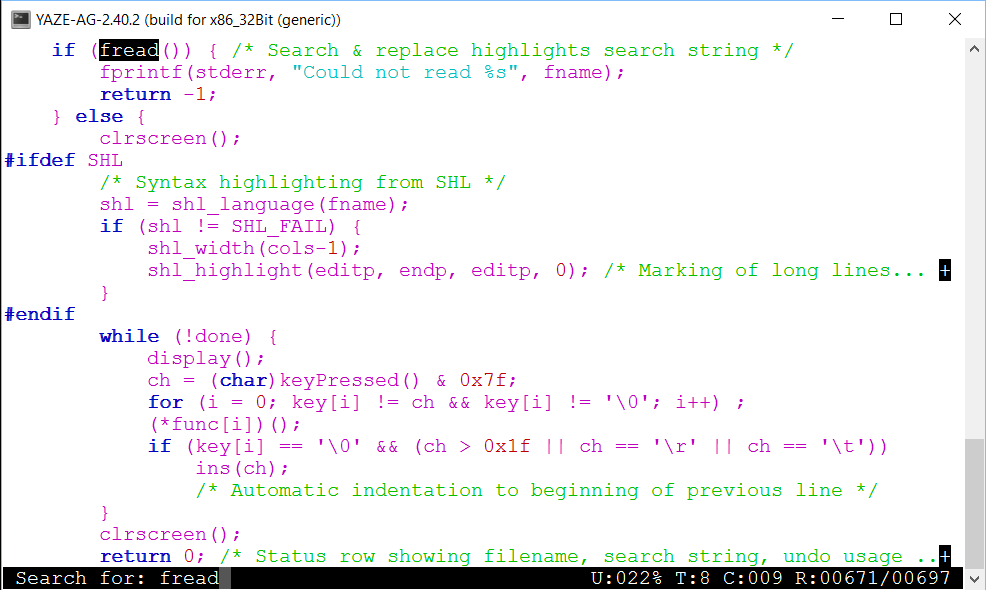 YAZE-AG-2.40.2 (build for x86_32Bit (generic))
    if (fread()) { /* Search & replace highlights search string */
        fprintf(stderr, "Could not read %s", fname);
        return -1;
    } else {
        clrscreen();
#ifdef SHL
        /* Syntax highlighting from SHL */
        shl = shl_language(fname);
        if (shl != SHL_FAIL) {
            shl_width(cols-1);
            shl_highlight(editp, endp, editp, 0); /* Marking of long lines... +
        }
#endif
        while (!done) {
            display();
            ch = (char)keyPressed() & 0x7f;
            for (i = 0; key[i] != ch && key[i] != '\0'; i++) ;
            (*func[i])();
            if (key[i] == '\0' && (ch > 0x1f || ch == '\r' || ch == '\t'))
                ins(ch);
                /* Automatic indentation to beginning of previous line */
        }
        clrscreen();
        return 0; /* Status row showing filename, search string, undo usage ..+
Search for: fread U:022% T:8 C:009 R:00671/00697